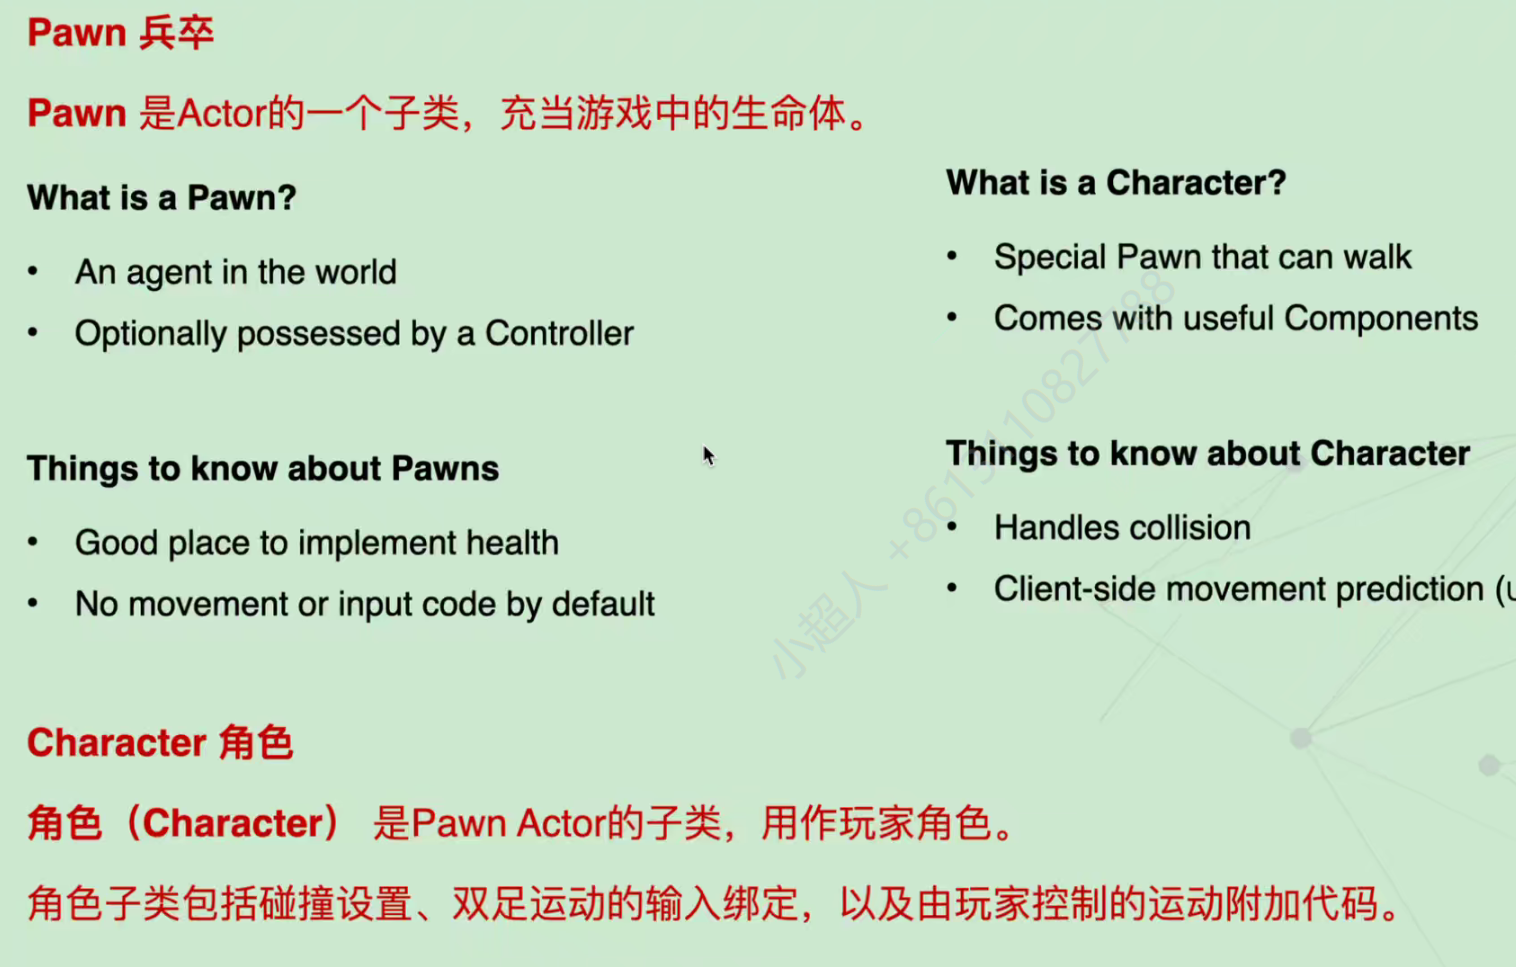 Pawn 兵卒
Pawn 是Actor的一个子类，充当游戏中的生命体。
What is a Pawn?
• An agent in the world
• Optionally possessed by a Controller
Things to know about Pawns
• Good place to implement health
• No movement or input code by default
What is a Character?
• Special Pawn that can walk
• Comes with useful Components
Things to know about Character
• Handles collision
• Client-side movement prediction (u
Character 角色
角色（Character） 是Pawn Actor的子类，用作玩家角色。
角色子类包括碰撞设置、双足运动的输入绑定，以及由玩家控制的运动附加代码。